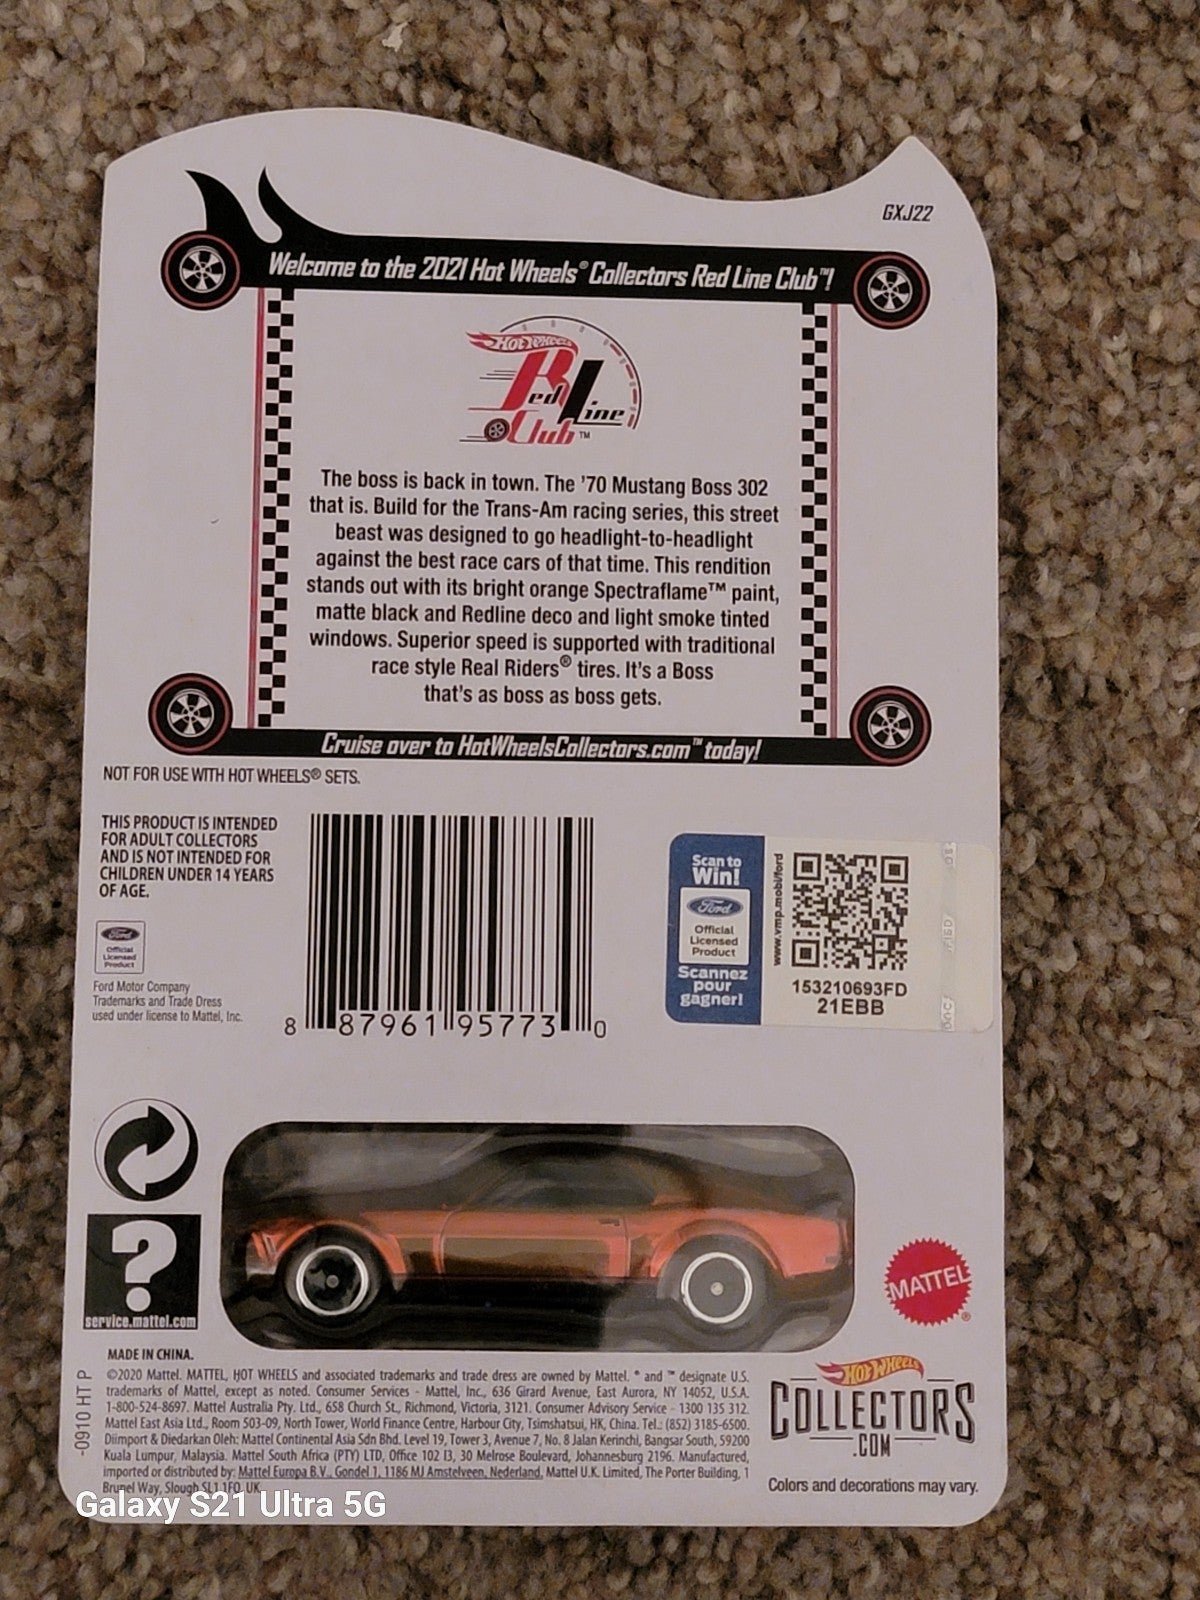 GXJ22
Welcome to the 2021 Hot Wheels® Collectors Red Line Club™!
Hot Wheels
Red Line
Club™
The boss is back in town. The '70 Mustang Boss 302
that is. Build for the Trans-Am racing series, this street
beast was designed to go headlight-to-headlight
against the best race cars of that time. This rendition
stands out with its bright orange Spectraflame™ paint,
matte black and Redline deco and light smoke tinted
windows. Superior speed is supported with traditional
race style Real Riders® tires. It's a Boss
that's as boss as boss gets.
Cruise over to HotWheelsCollectors.com™ today!
NOT FOR USE WITH HOT WHEELS® SETS.
THIS PRODUCT IS INTENDED
FOR ADULT COLLECTORS
AND IS NOT INTENDED FOR
CHILDREN UNDER 14 YEARS
OF AGE.
Ford
Official
Licensed
Product
Ford Motor Company
Trademarks and Trade Dress
used under license to Mattel, Inc.
8 87961 95773 0
Scan to
Win!
Ford
Official
Licensed
Product
Scannez
pour
gagner!
www.vmp.mobi/ford
153210693FD
21EBB
?
service.mattel.com
MATTEL®
MADE IN CHINA.
©2020 Mattel. MATTEL, HOT WHEELS and associated trademarks and trade dress are owned by Mattel. ® and ™ designate U.S.
trademarks of Mattel, except as noted. Consumer Services - Mattel, Inc., 636 Girard Avenue, East Aurora, NY 14052, U.S.A.
1-800-524-8697. Mattel Australia Pty. Ltd., 658 Church St., Richmond, Victoria, 3121. Consumer Advisory Service - 1300 135 312.
Mattel East Asia Ltd., Room 503-09, North Tower, World Finance Centre, Harbour City, Tsimshatsui, HK, China. Tel.: (852) 3185-6500.
Diimport & Diedarkan Oleh: Mattel Continental Asia Sdn Bhd. Level 19, Tower 3, Avenue 7, No. 8 Jalan Kerinchi, Bangsar South, 59200
Kuala Lumpur, Malaysia. Mattel South Africa (PTY) LTD, Office 102 I3, 30 Melrose Boulevard, Johannesburg 2196. Manufactured,
imported or distributed by: Mattel Europa B.V., Gondel 1, 1186 MJ Amstelveen, Nederland, Mattel U.K. Limited, The Porter Building, 1
Brunel Way, Slough SL1 1FQ, UK
-0910 HT P
HOT WHEELS
COLLECTORS
.COM
Colors and decorations may vary.
Galaxy S21 Ultra 5G